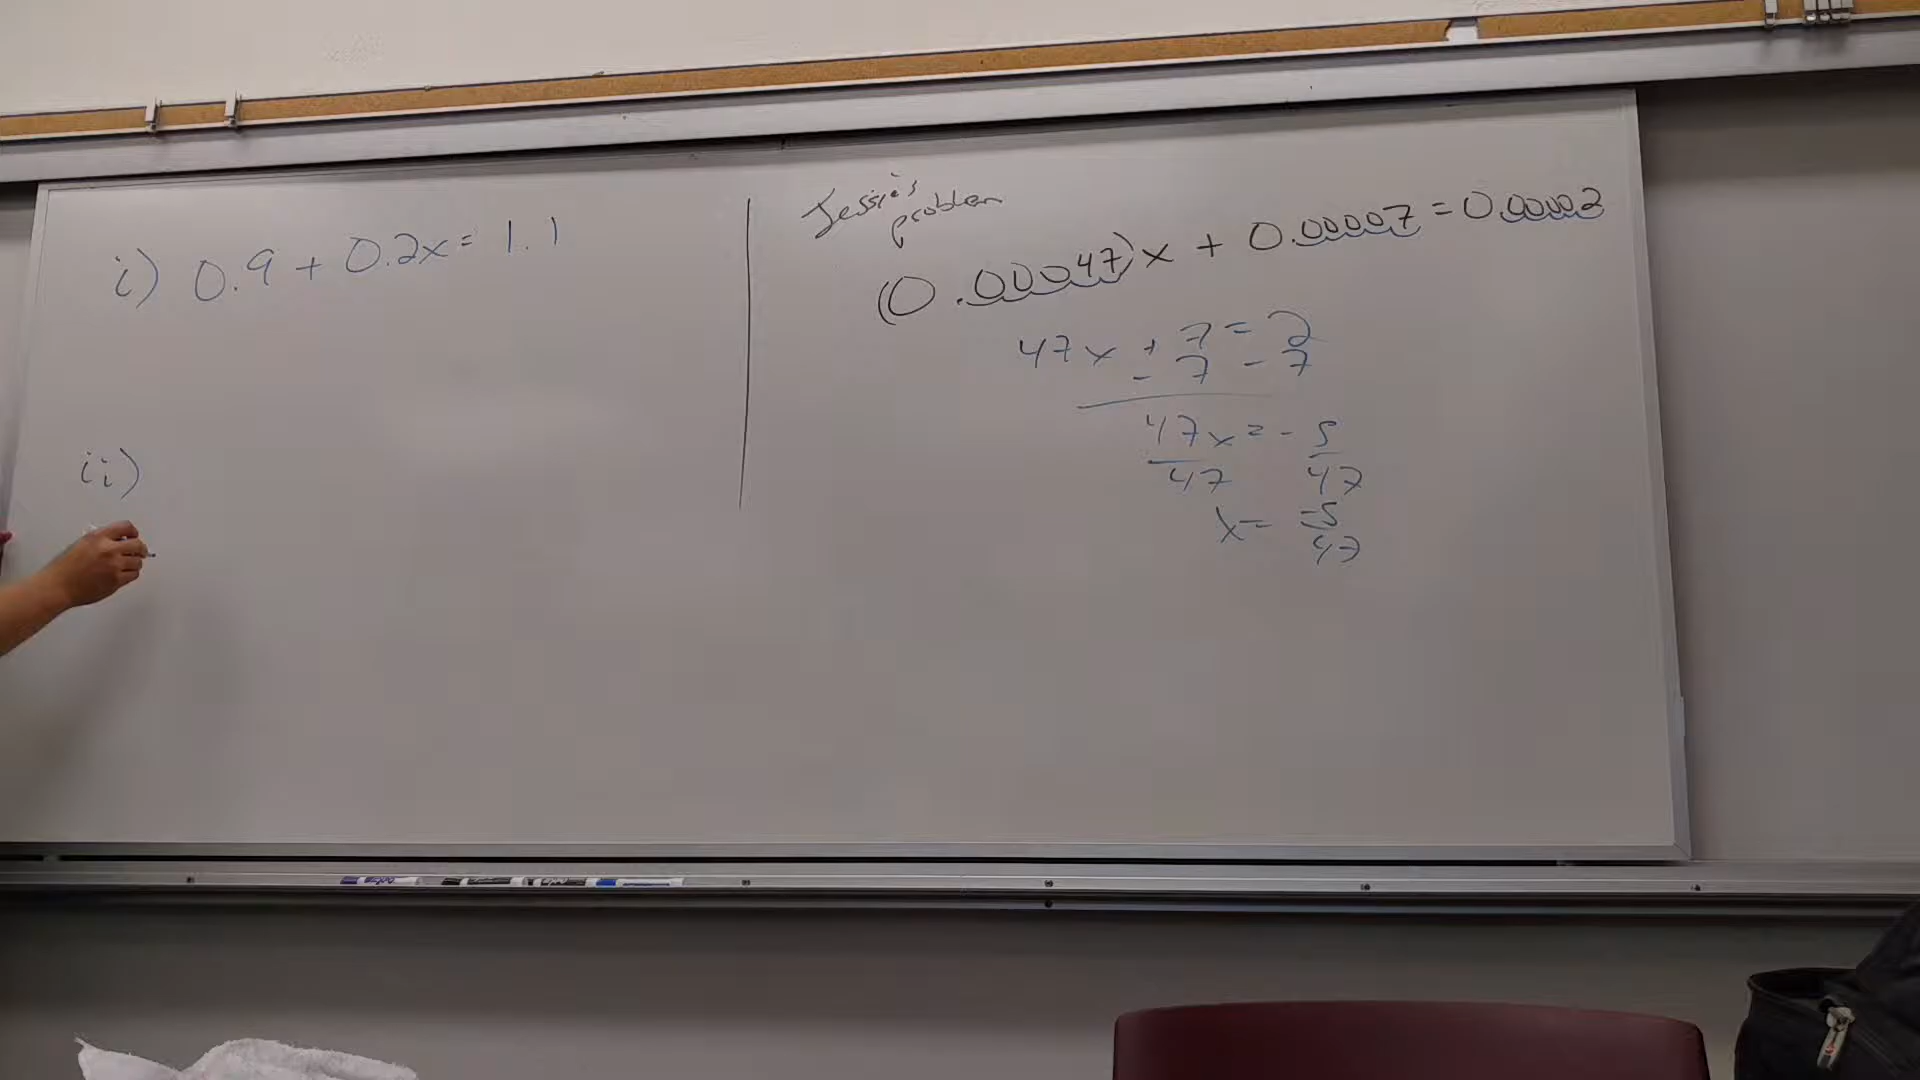 i) 0.9 + 0.2x = 1.1
ii)
Jessie's
problem
(0.00047)x + 0.00007 = 0.00002
47x + 7 = 2
- 7 - 7
47x = - 5
47 47
x = -5
47